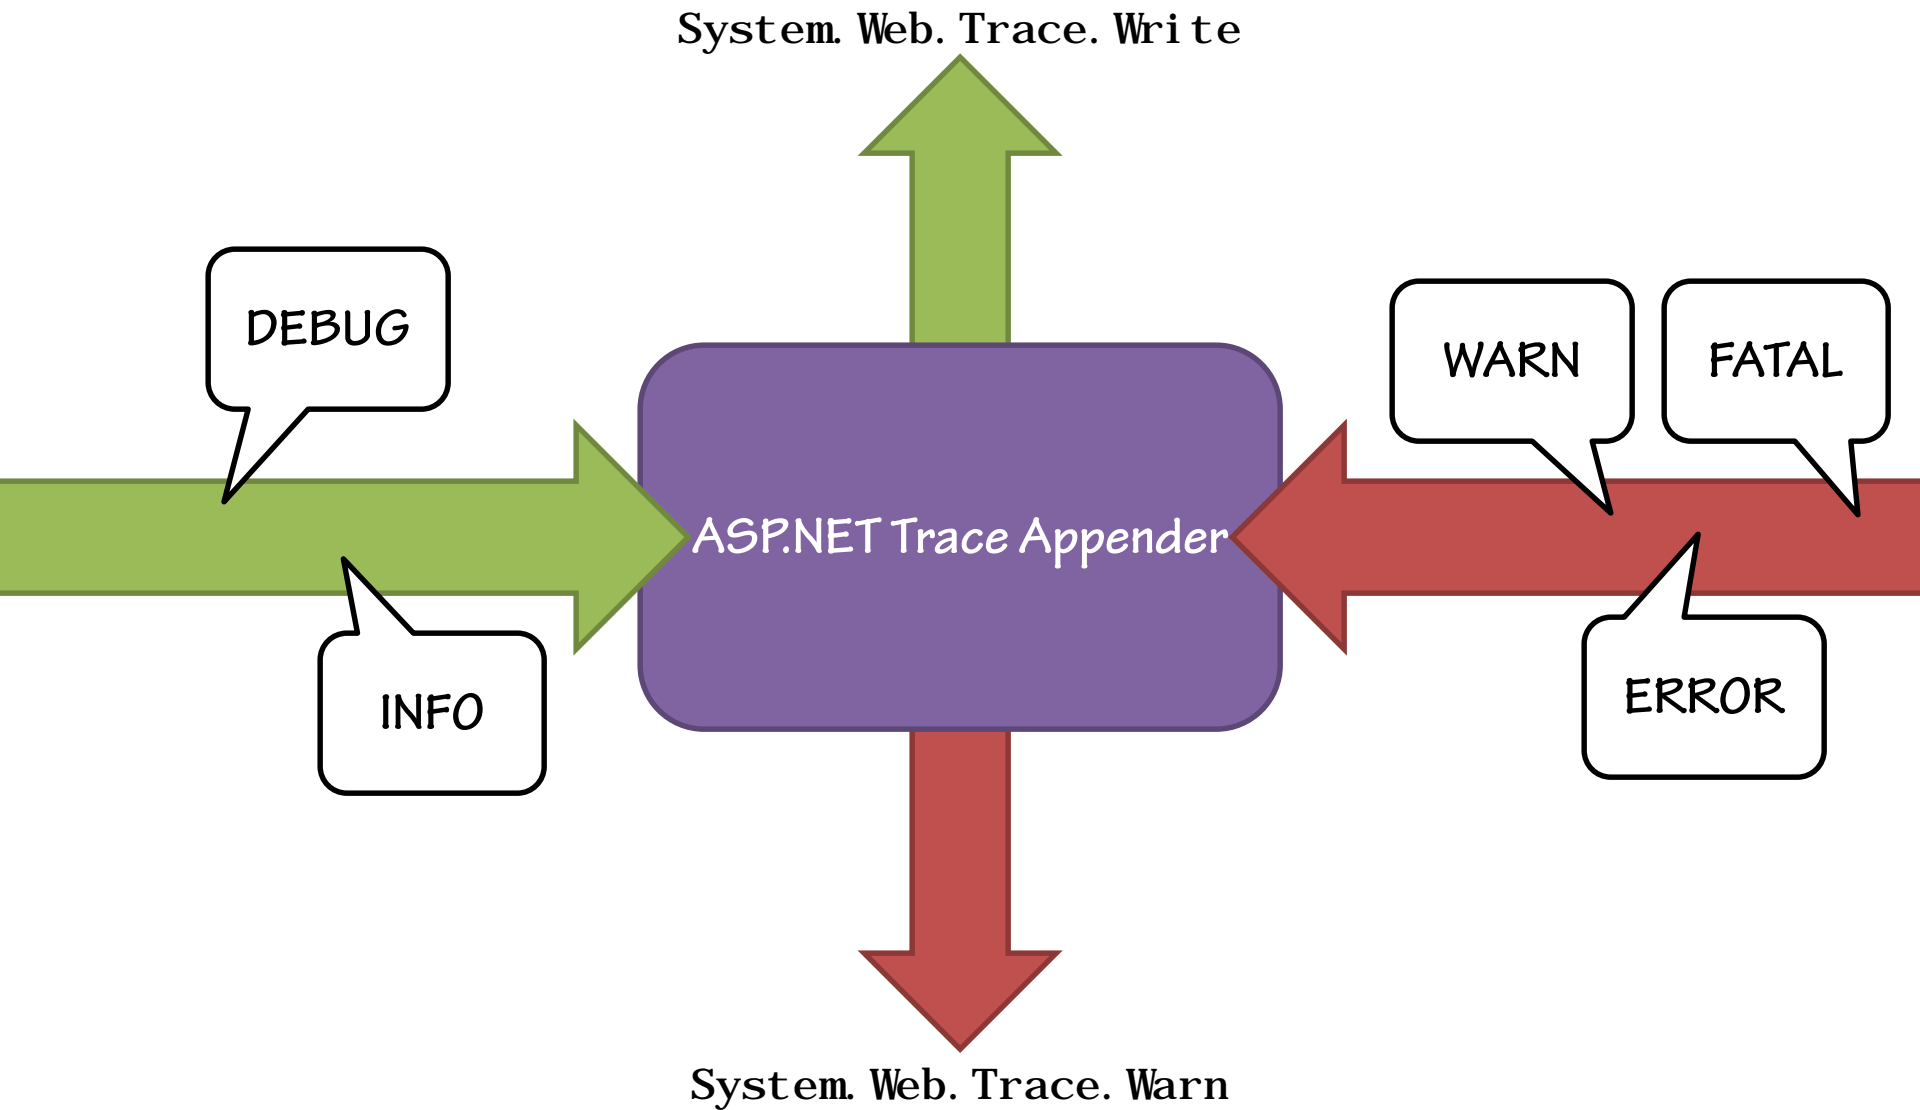 System.Web.Trace.Write
DEBUG
WARN
FATAL
ASP.NET Trace Appender
INFO
ERROR
System.Web.Trace.Warn